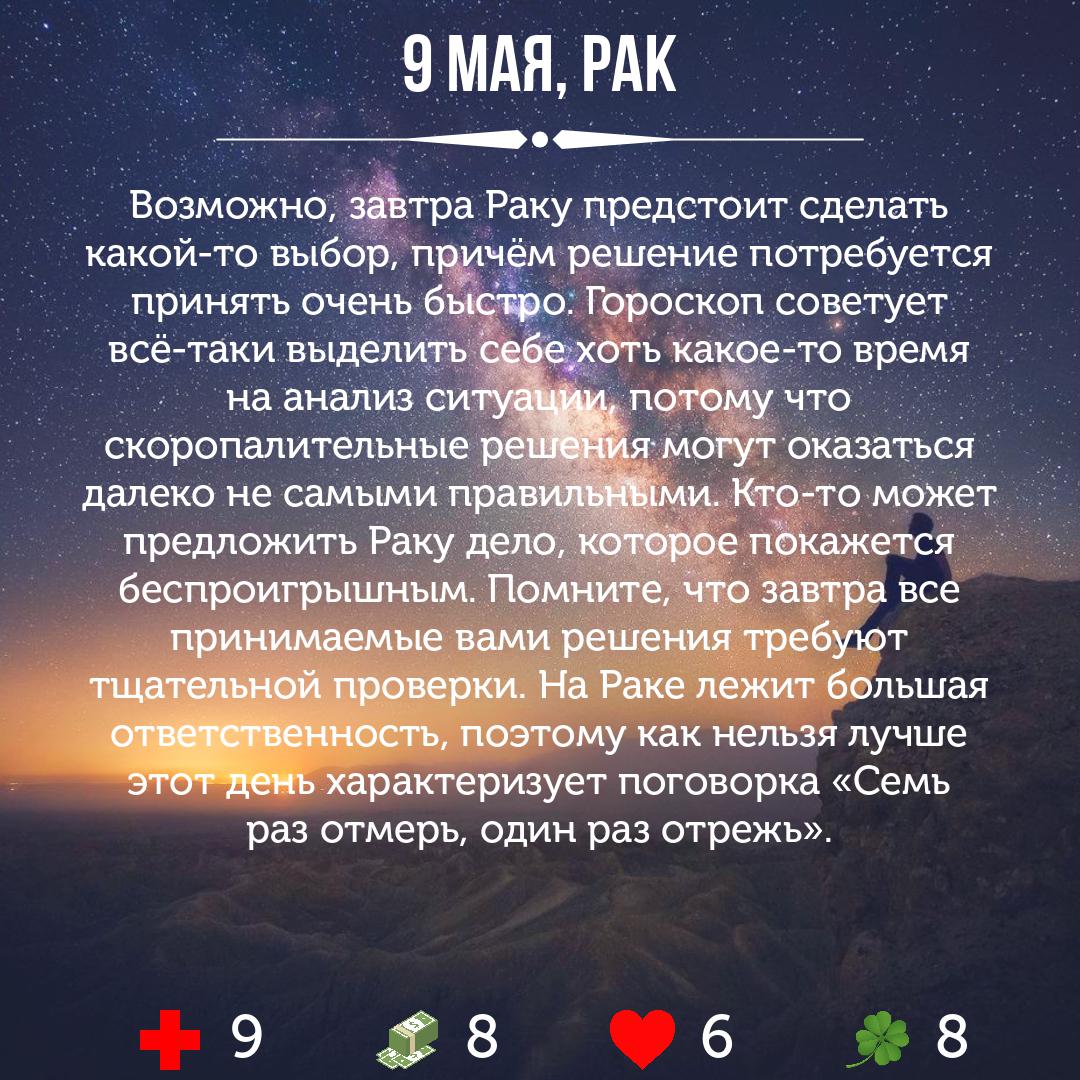 9 МАЯ, РАК
Возможно, завтра Раку предстоит сделать
какой-то выбор, причём решение потребуется
принять очень быстро. Гороскоп советует
всё-таки выделить себе хоть какое-то время
на анализ ситуации, потому что
скоропалительные решения могут оказаться
далеко не самыми правильными. Кто-то может
предложить Раку дело, которое покажется
беспроигрышным. Помните, что завтра все
принимаемые вами решения требуют
тщательной проверки. На Раке лежит большая
ответственность, поэтому как нельзя лучше
этот день характеризует поговорка «Семь
раз отмерь, один раз отрежь».
9 8 6 8